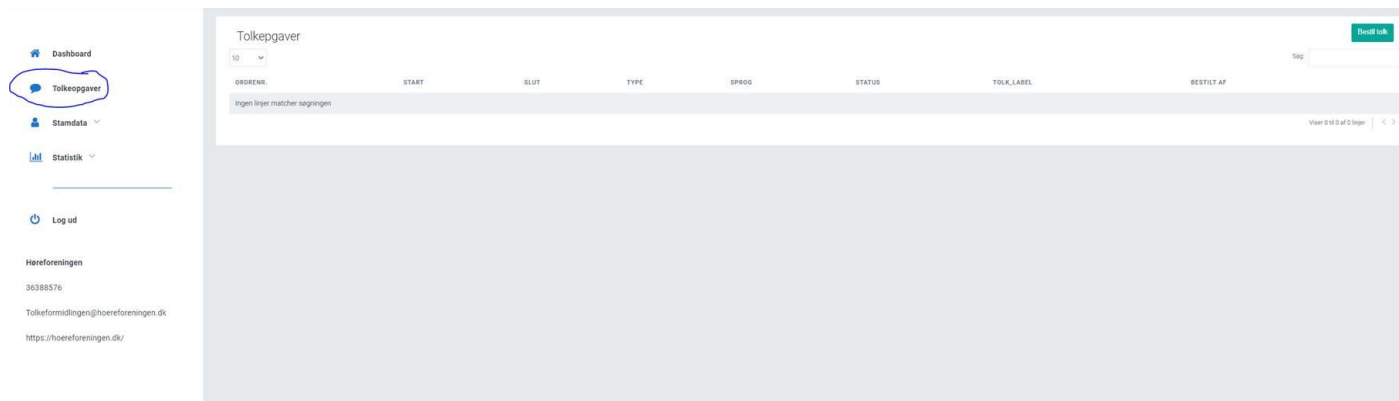 Dashboard
Tolkeopgaver
Stamdata
Statistik
Log ud
Høreforeningen
36388576
Tolkeformidlingen@hoereforeningen.dk
https://hoereforeningen.dk/
Tolkepgaver
Bestil tolk
10
Søg:
ORDRENR. START SLUT TYPE SPROG STATUS TOLK_LABEL BESTILT AF
Ingen linjer matcher søgningen
Viser 0 til 0 af 0 linjer